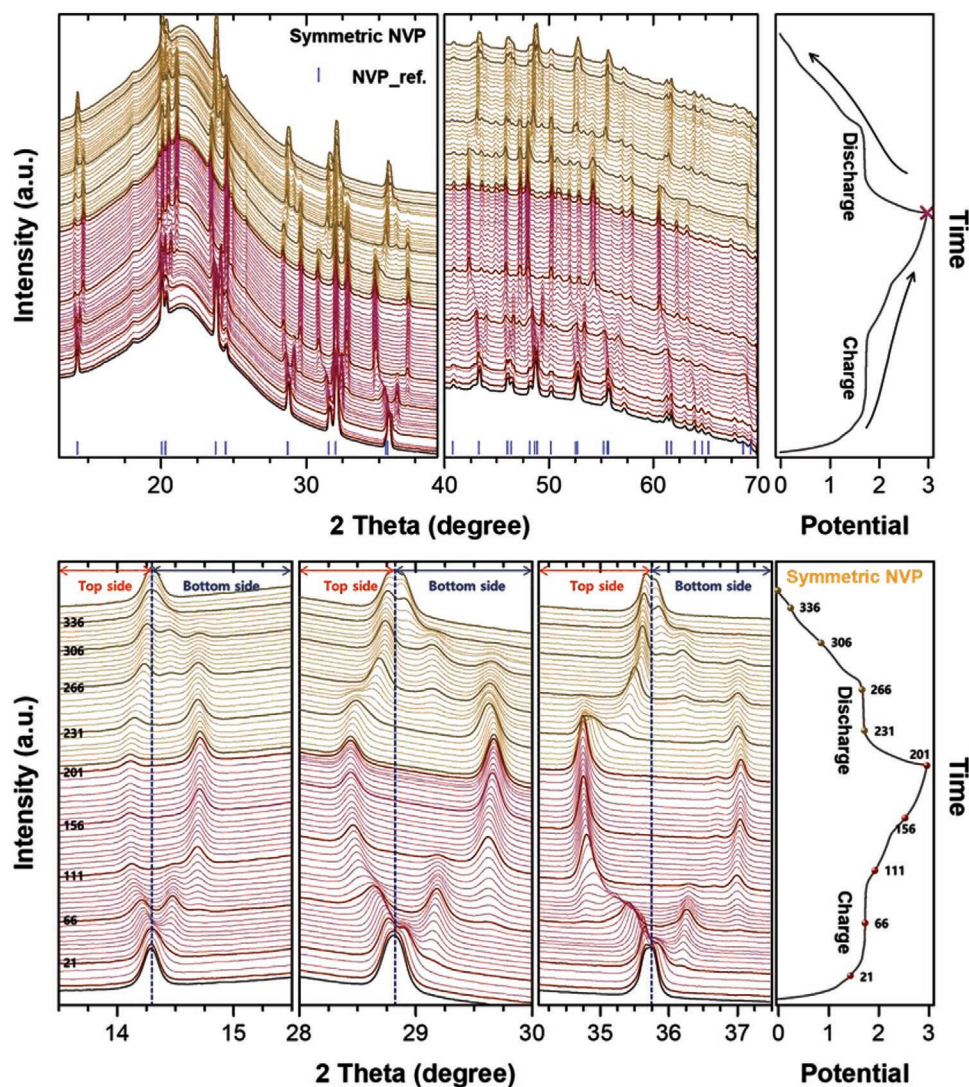 Symmetric NVP
NVP_ref.
Intensity (a.u.)
20
30
40
50
60
70
2 Theta (degree)
Discharge
Charge
Time
0
1
2
3
Potential
Top side
Bottom side
Top side
Bottom side
Top side
Bottom side
Symmetric NVP
336
306
266
231
201
156
111
66
21
Intensity (a.u.)
14
15
28
29
30
35
36
37
2 Theta (degree)
336
306
266
231
201
156
111
66
21
Discharge
Charge
Time
0
1
2
3
Potential